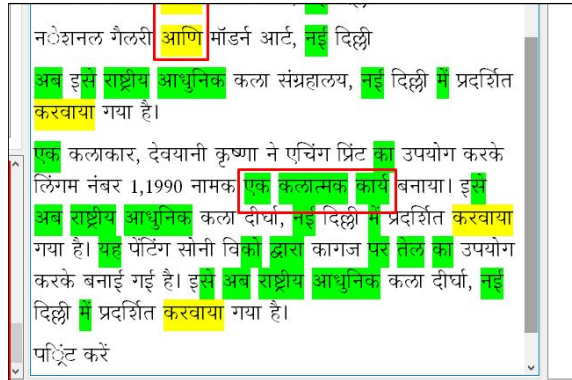 नेशनल गैलरी आणि मॉडर्न आर्ट, नई दिल्ली
अब इसे राष्ट्रीय आधुनिक कला संग्रहालय, नई दिल्ली में प्रदर्शित
करवाया गया है।
एक कलाकार, देवयानी कृष्णा ने एचिंग प्रिंट का उपयोग करके
लिंगम नंबर 1,1990 नामक एक कलात्मक कार्य बनाया। इसे
अब राष्ट्रीय आधुनिक कला दीर्घा, नई दिल्ली में प्रदर्शित करवाया
गया है। यह पेंटिंग सोनी विको द्वारा कागज पर तेल का उपयोग
करके बनाई गई है। इसे अब राष्ट्रीय आधुनिक कला दीर्घा, नई
दिल्ली में प्रदर्शित करवाया गया है।
प्रिंट करें